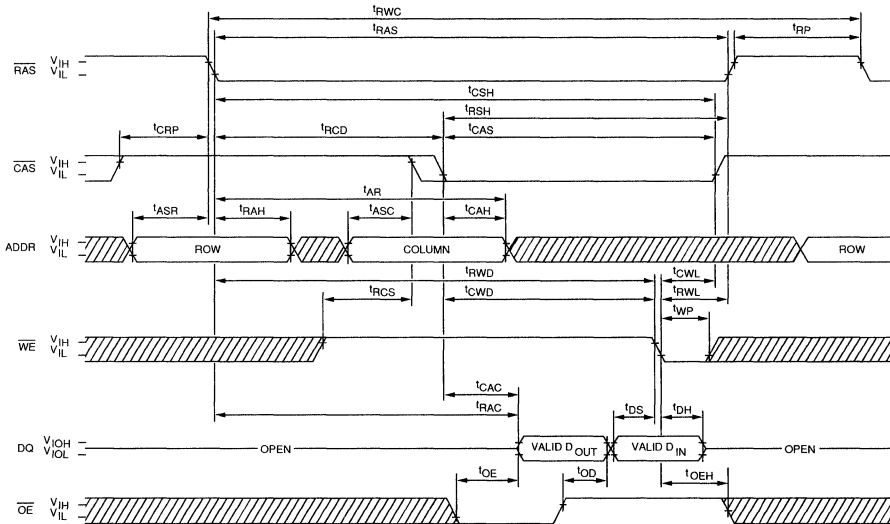 tRWC
tRAS
tRP
RAS VIH
VIL
tCSH
tRSH
tCRP
tRCD
tCAS
CAS VIH
VIL
tAR
tASR
tRAH
tASC
tCAH
ADDR VIH
VIL
ROW
COLUMN
ROW
tRWD
tCWL
tRCS
tCWD
tRWL
tWP
WE VIH
VIL
tCAC
tRAC
tDS
tDH
DQ VIOH
VIOL
OPEN
VALID DOUT
VALID DIN
OPEN
tOE
tOD
tOEH
OE VIH
VIL